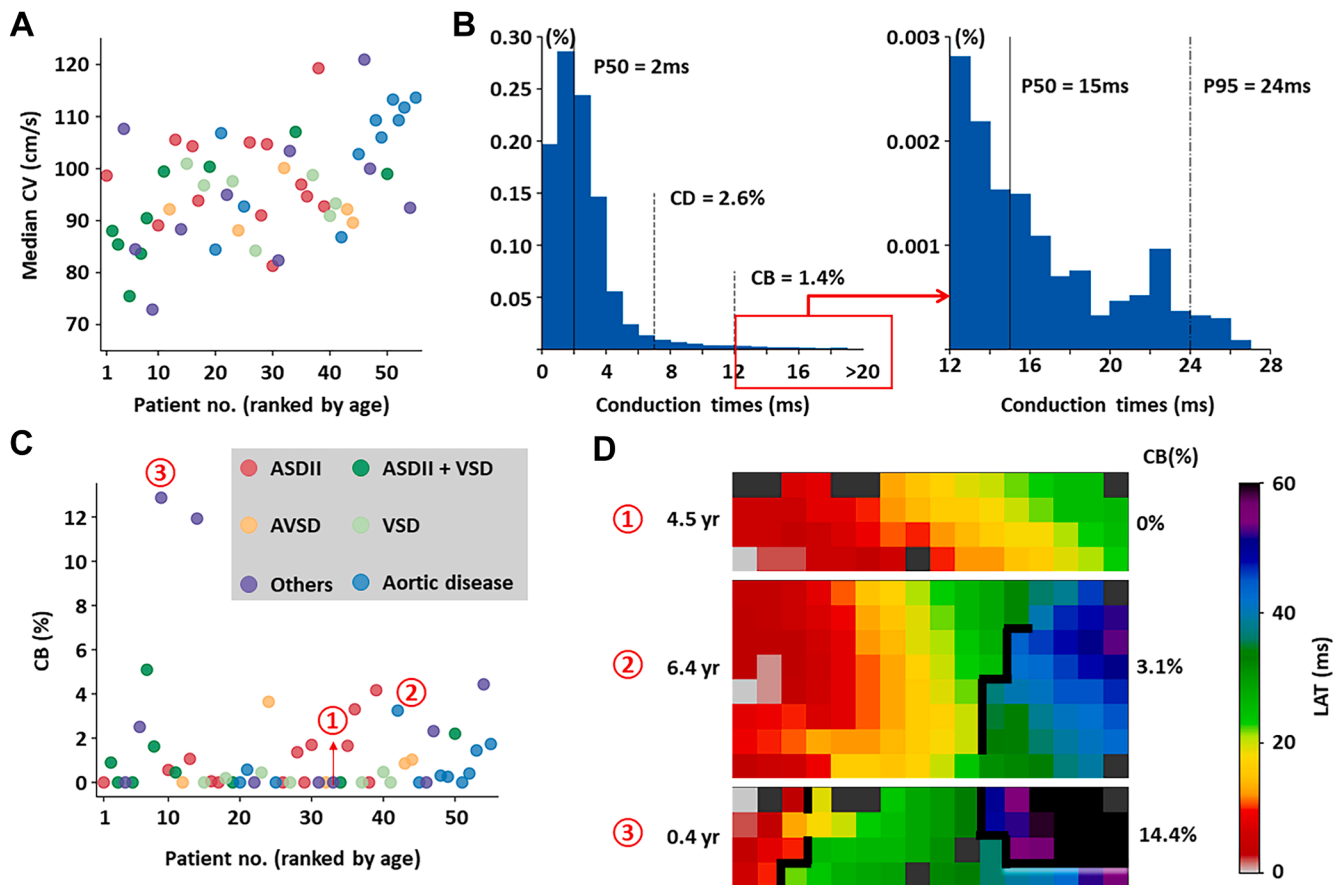 A
Median CV (cm/s)
120
110
100
90
80
70
1 10 20 30 40 50
Patient no. (ranked by age)
B
(%)
0.30
0.25
0.20
0.15
0.10
0.05
P50 = 2ms
CD = 2.6%
CB = 1.4%
0 4 8 12 16 >20
Conduction times (ms)
(%)
0.003
0.002
0.001
P50 = 15ms
P95 = 24ms
12 16 20 24 28
Conduction times (ms)
C
CB (%)
12
10
8
6
4
2
0
3
2
1
ASDII
ASDII + VSD
AVSD
VSD
Others
Aortic disease
1 10 20 30 40 50
Patient no. (ranked by age)
D
CB(%)
1 4.5 yr 0%
2 6.4 yr 3.1%
3 0.4 yr 14.4%
60
40
20
0
LAT (ms)